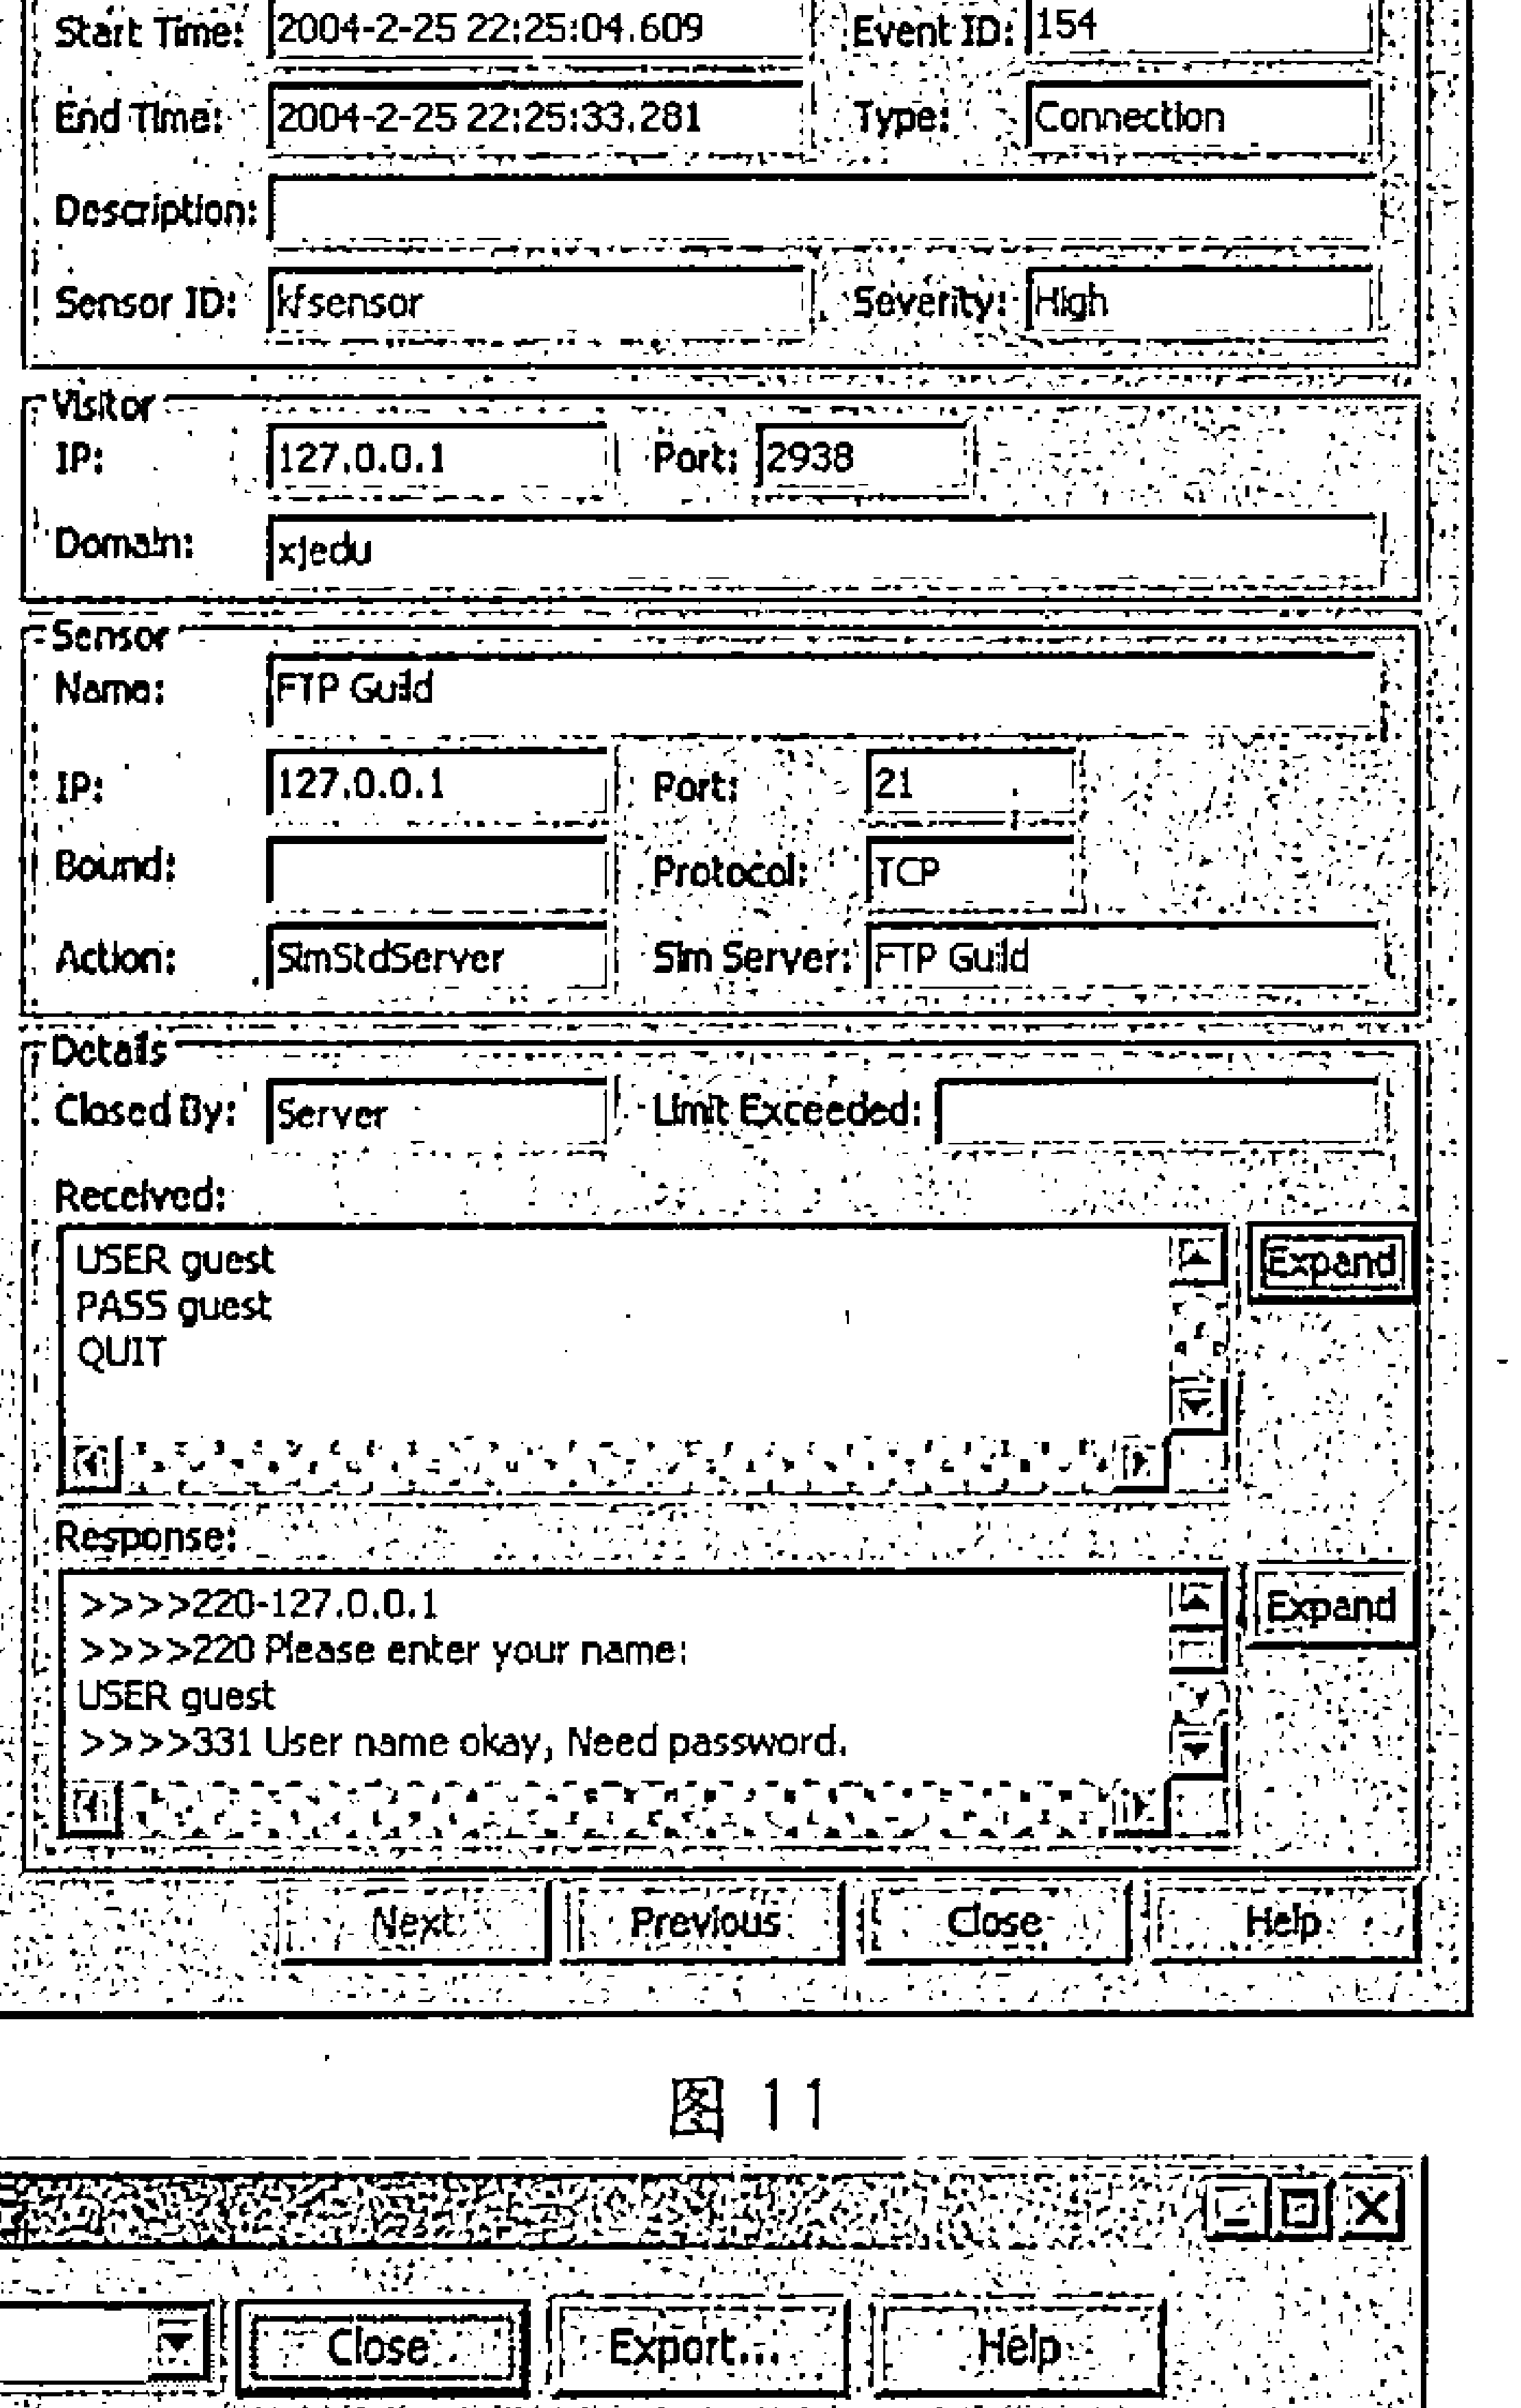 Start Time: 2004-2-25 22:25:04.609 Event ID: 154
End Time: 2004-2-25 22:25:33.281 Type: Connection
Description:
Sensor ID: kfsensor Severity: High
Visitor
IP: 127.0.0.1 Port: 2938
Domain: xjedu
Sensor
Name: FTP Guild
IP: 127.0.0.1 Port: 21
Bound: Protocol: TCP
Action: SimStdServer Sim Server: FTP Guild
Details
Closed By: Server Limit Exceeded:
Received:
USER guest
PASS guest
QUIT
Expand
Response:
>>>>220-127.0.0.1
>>>>220 Please enter your name:
USER guest
>>>>331 User name okay, Need password.
Expand
Next Previous Close Help
图 11
Close Export... Help